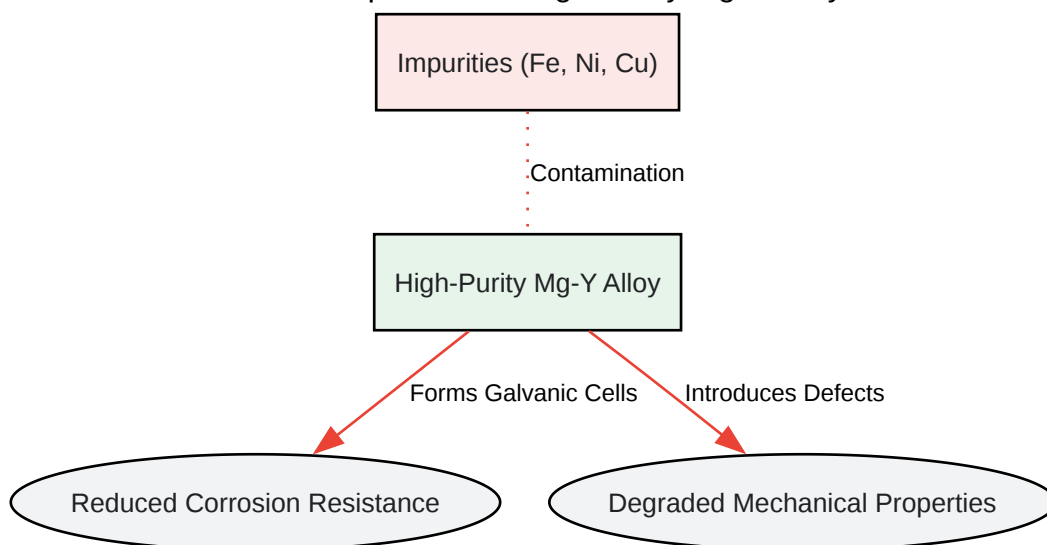 Impurities (Fe, Ni, Cu)
Contamination
High-Purity Mg-Y Alloy
Forms Galvanic Cells
Introduces Defects
Reduced Corrosion Resistance
Degraded Mechanical Properties